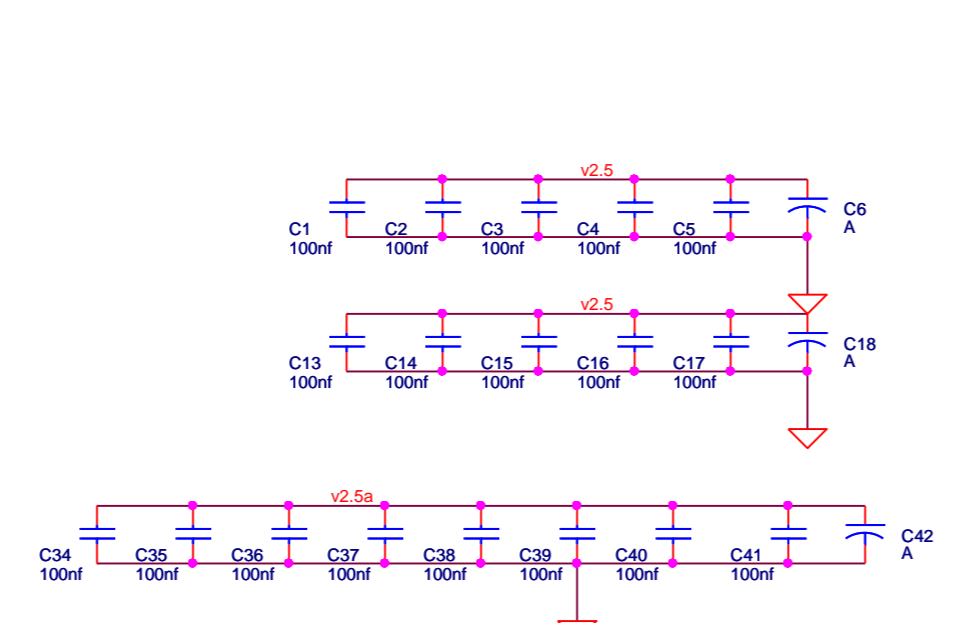 v2.5
C1 C2 C3 C4 C5 C6
100nf 100nf 100nf 100nf 100nf A
v2.5
C13 C14 C15 C16 C17 C18
100nf 100nf 100nf 100nf 100nf A
v2.5a
C34 C35 C36 C37 C38 C39 C40 C41 C42
100nf 100nf 100nf 100nf 100nf 100nf 100nf 100nf A